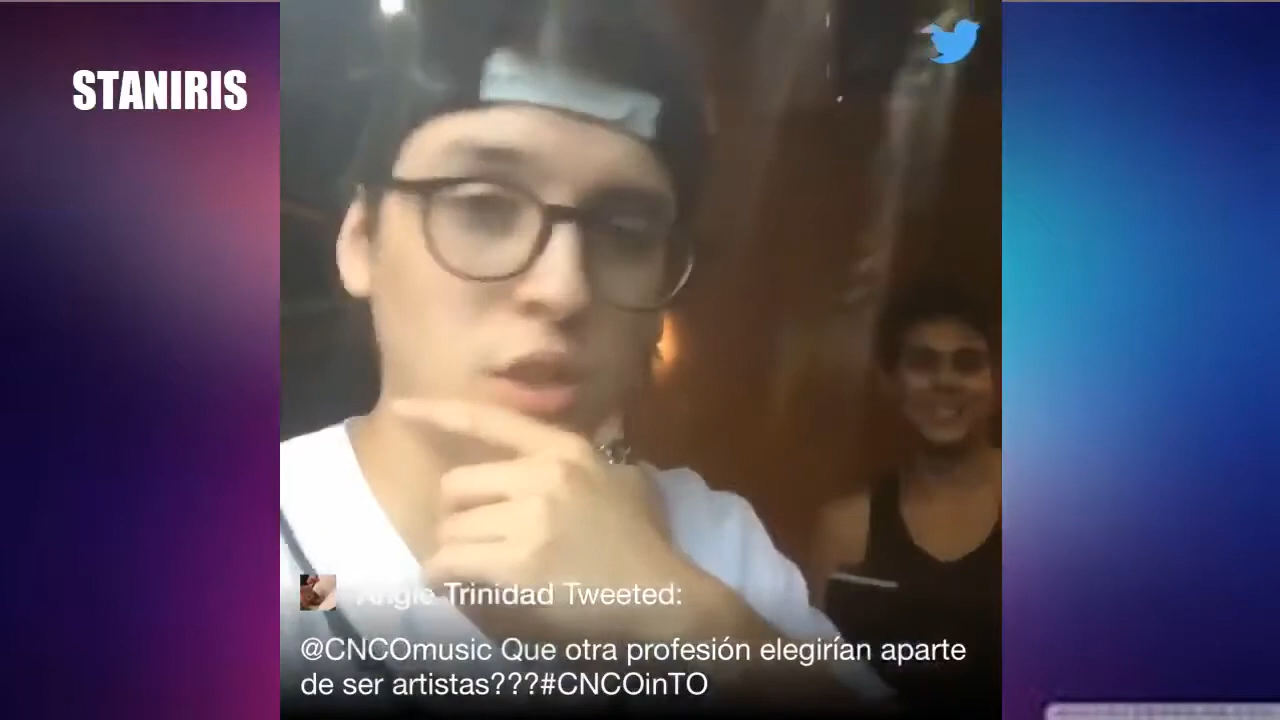 STANIRIS
Angie Trinidad Tweeted:
@CNCOmusic Que otra profesión elegirían aparte
de ser artistas???#CNCOinTO